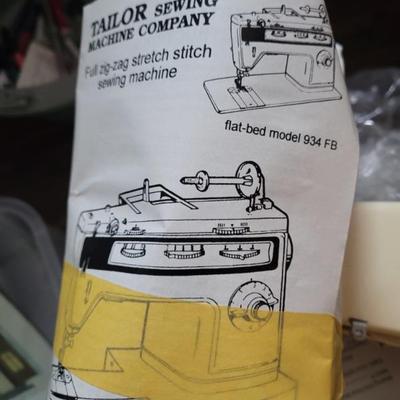 TAILOR SEWING
MACHINE COMPANY
Full zig-zag stretch stitch
sewing machine
flat-bed model 934 FB